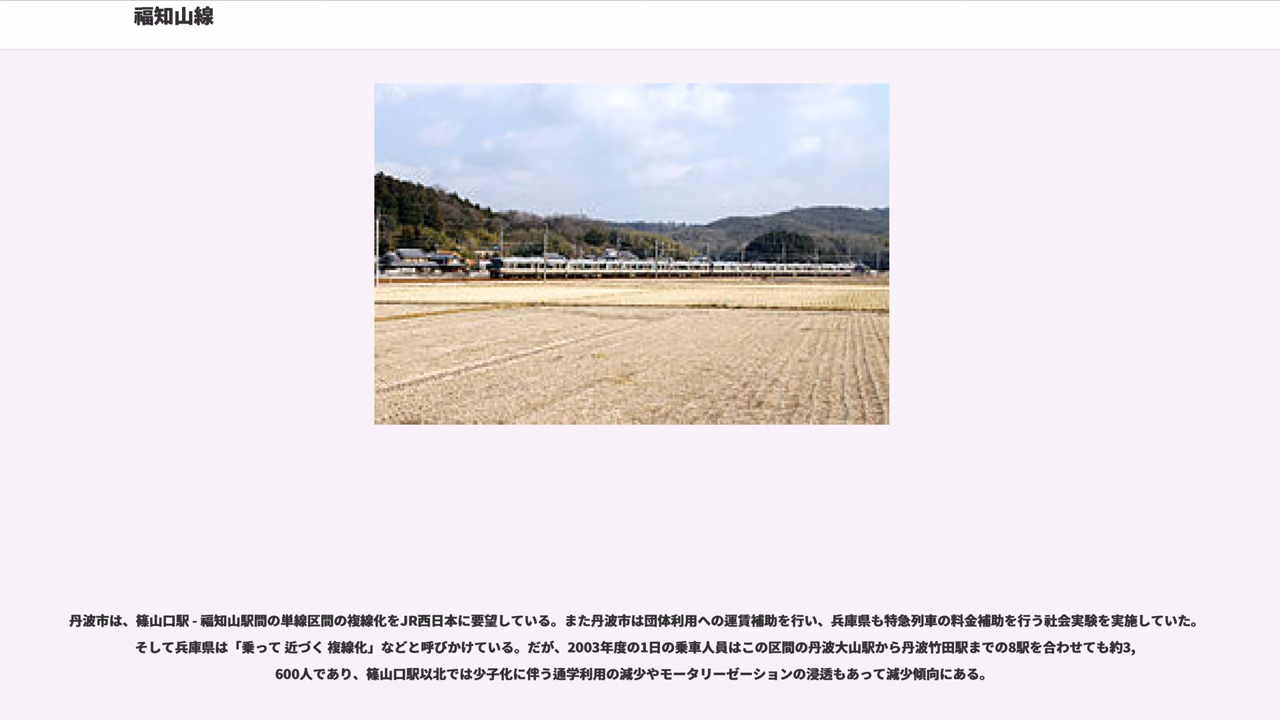 福知山線
丹波市は、篠山口駅 - 福知山駅間の単線区間の複線化をJR西日本に要望している。また丹波市は団体利用への運賃補助を行い、兵庫県も特急列車の料金補助を行う社会実験を実施していた。
そして兵庫県は「乗って 近づく 複線化」などと呼びかけている。だが、2003年度の1日の乗車人員はこの区間の丹波大山駅から丹波竹田駅までの8駅を合わせても約3,
600人であり、篠山口駅以北では少子化に伴う通学利用の減少やモータリーゼーションの浸透もあって減少傾向にある。